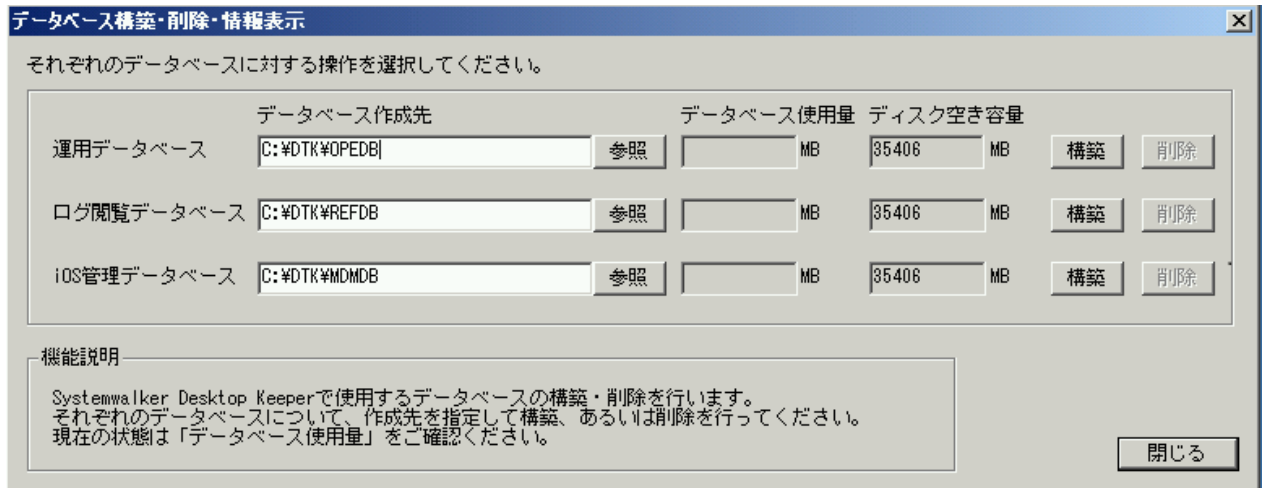 データベース構築・削除・情報表示
それぞれのデータベースに対する操作を選択してください。
データベース作成先 データベース使用量 ディスク空き容量
運用データベース C:¥DTK¥OPEDB 参照 MB 35406 MB 構築 削除
ログ閲覧データベース C:¥DTK¥REFDB 参照 MB 35406 MB 構築 削除
iOS管理データベース C:¥DTK¥MDMDB 参照 MB 35406 MB 構築 削除
機能説明
Systemwalker Desktop Keeperで使用するデータベースの構築・削除を行います。
それぞれのデータベースについて、作成先を指定して構築、あるいは削除を行ってください。
現在の状態は「データベース使用量」をご確認ください。
閉じる